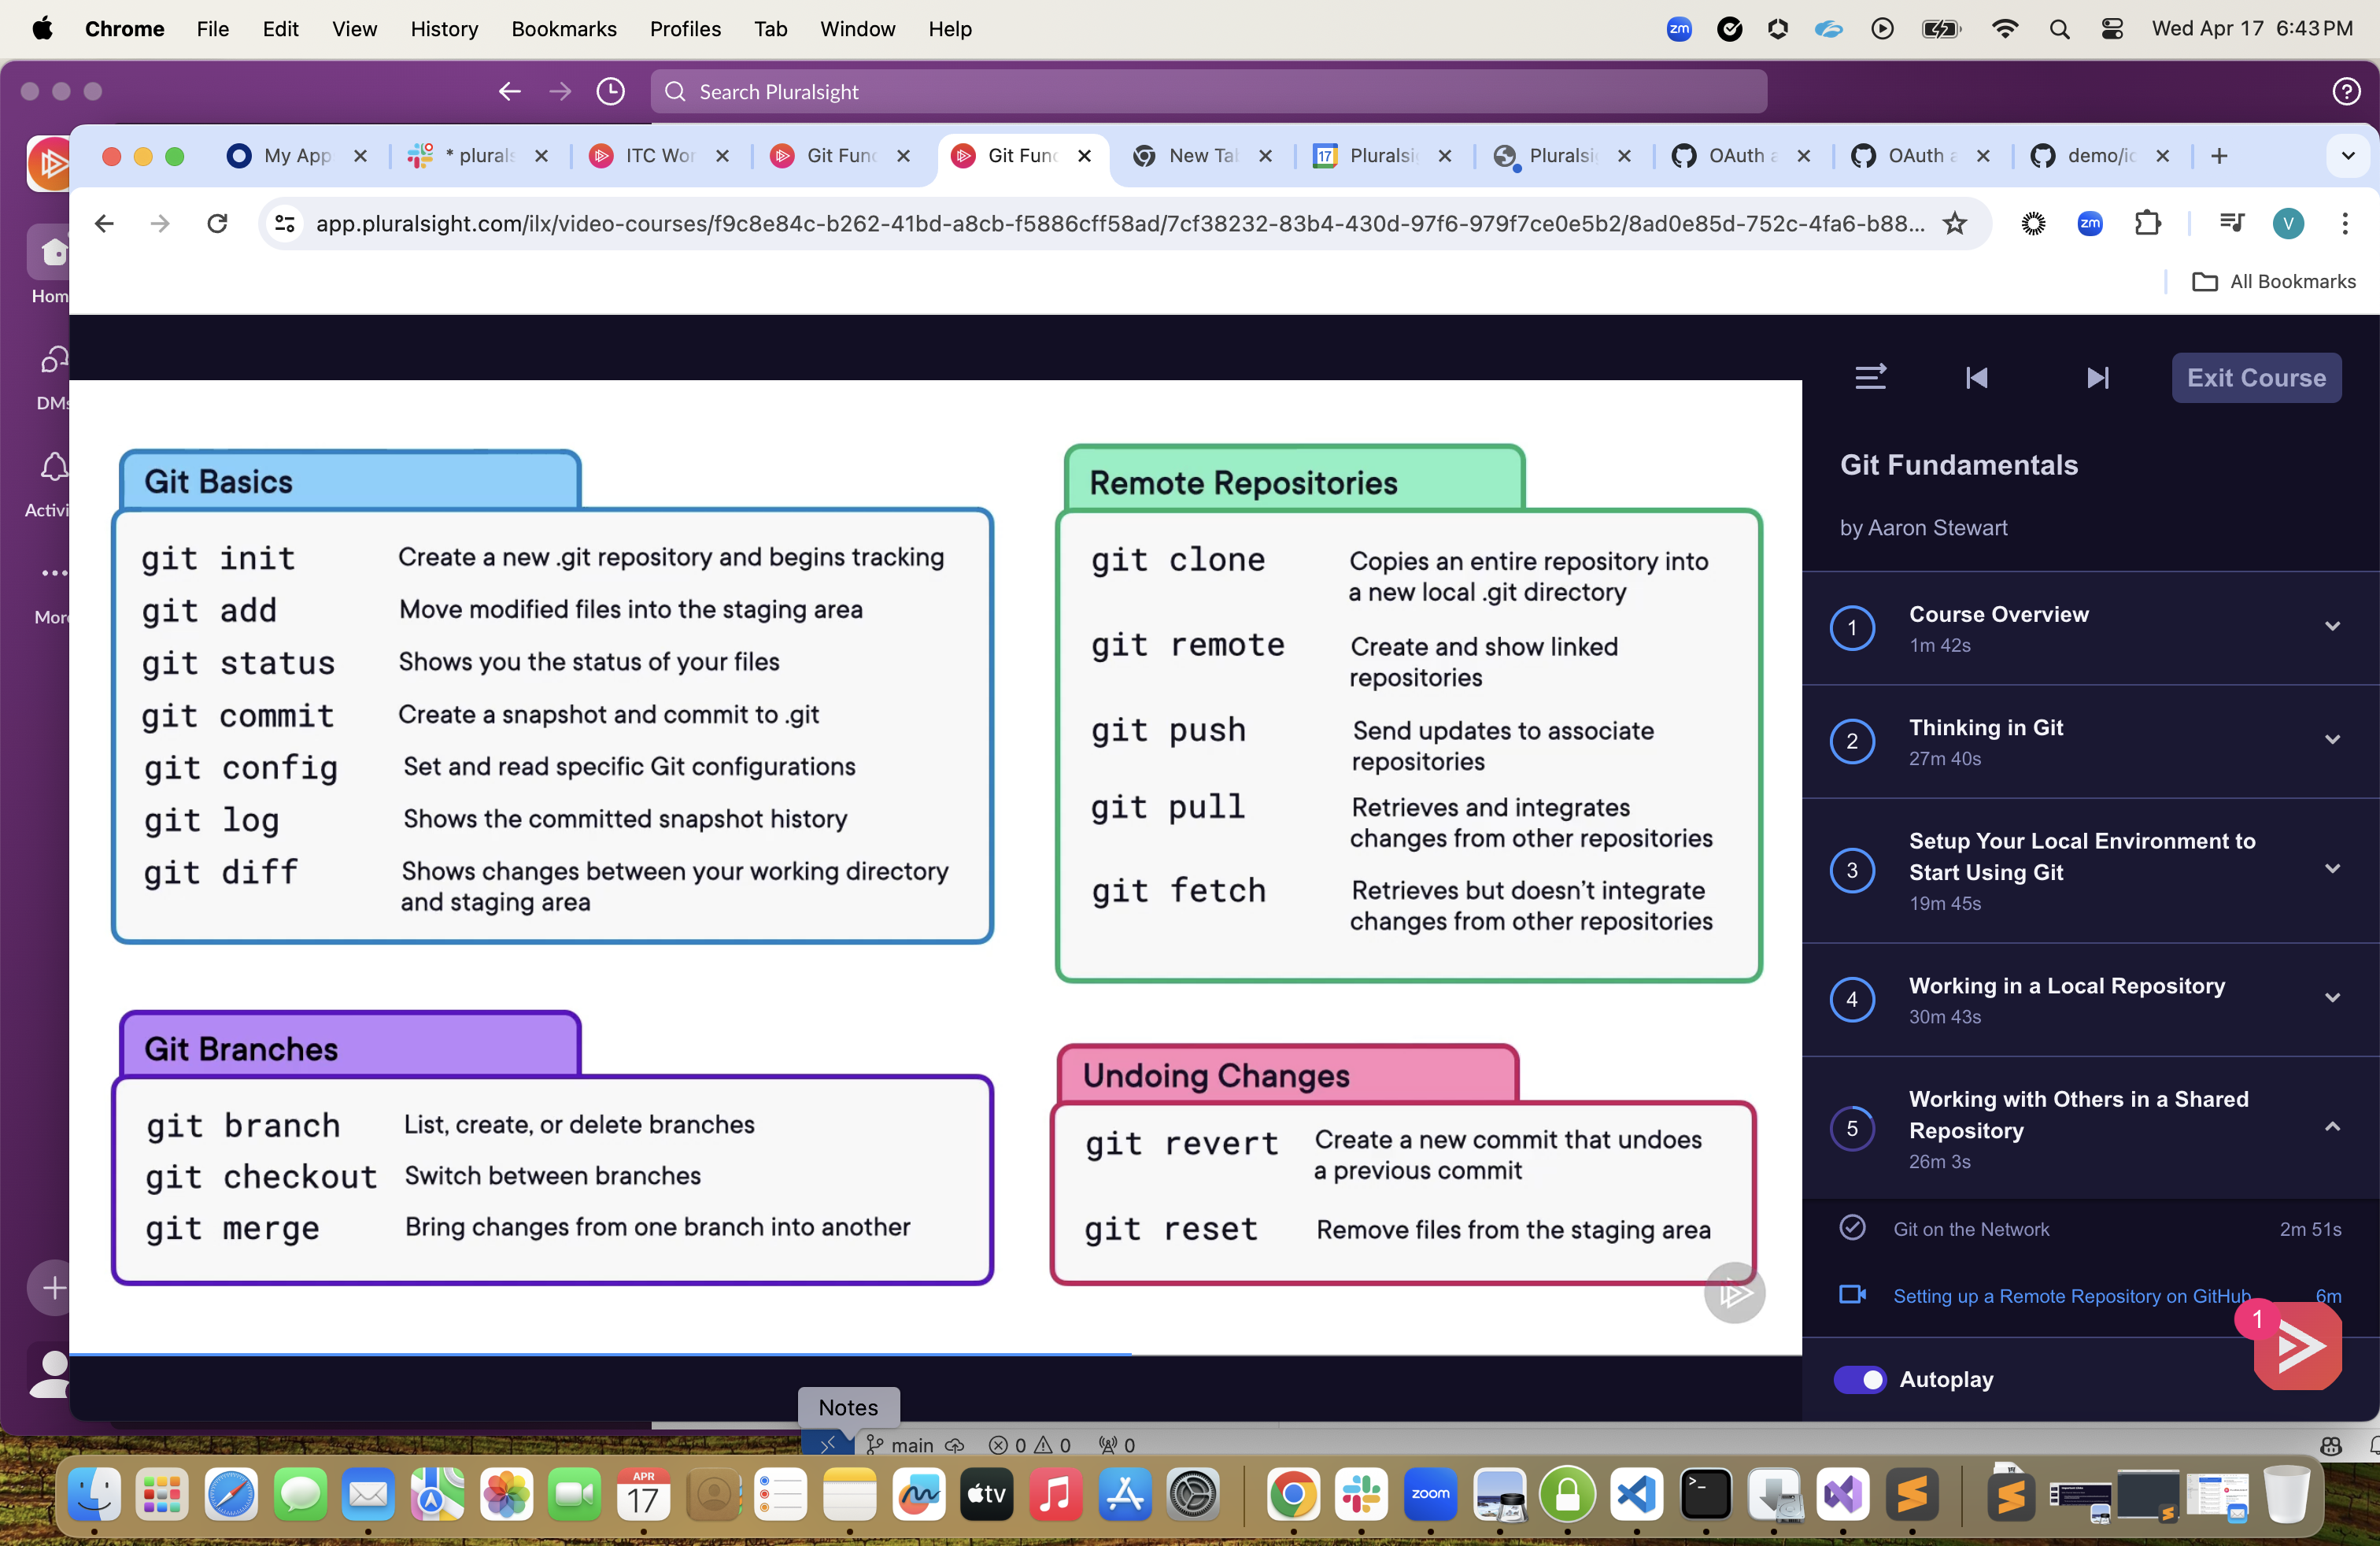 Chrome File Edit View History Bookmarks Profiles Tab Window Help
zm
Wed Apr 17 6:43 PM
Search Pluralsight
My App
* plurals
ITC Wor
Git Func
Git Func
New Ta
17
Pluralsi
Pluralsi
OAuth a
OAuth a
demo/ic
app.pluralsight.com/ilx/video-courses/f9c8e84c-b262-41bd-a8cb-f5886cff58ad/7cf38232-83b4-430d-97f6-979f7ce0e5b2/8ad0e85d-752c-4fa6-b88...
zm
V
All Bookmarks
Hom
DMs
Activi
More
Git Basics
git init Create a new .git repository and begins tracking
git add Move modified files into the staging area
git status Shows you the status of your files
git commit Create a snapshot and commit to .git
git config Set and read specific Git configurations
git log Shows the committed snapshot history
git diff Shows changes between your working directory
and staging area
Remote Repositories
git clone Copies an entire repository into
a new local .git directory
git remote Create and show linked
repositories
git push Send updates to associate
repositories
git pull Retrieves and integrates
changes from other repositories
git fetch Retrieves but doesn't integrate
changes from other repositories
Git Branches
git branch List, create, or delete branches
git checkout Switch between branches
git merge Bring changes from one branch into another
Undoing Changes
git revert Create a new commit that undoes
a previous commit
git reset Remove files from the staging area
Exit Course
Git Fundamentals
by Aaron Stewart
1
Course Overview
1m 42s
2
Thinking in Git
27m 40s
3
Setup Your Local Environment to
Start Using Git
19m 45s
4
Working in a Local Repository
30m 43s
5
Working with Others in a Shared
Repository
26m 3s
Git on the Network 2m 51s
Setting up a Remote Repository on GitHub 6m
1
Autoplay
Notes
main 0 0 0
APR
17
tv
zoom